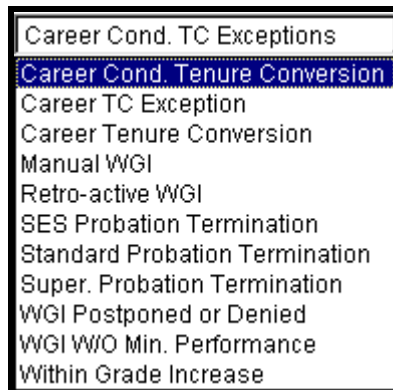 Career Cond. TC Exceptions
Career Cond. Tenure Conversion
Career TC Exception
Career Tenure Conversion
Manual WGI
Retro-active WGI
SES Probation Termination
Standard Probation Termination
Super. Probation Termination
WGI Postponed or Denied
WGI W/O Min. Performance
Within Grade Increase